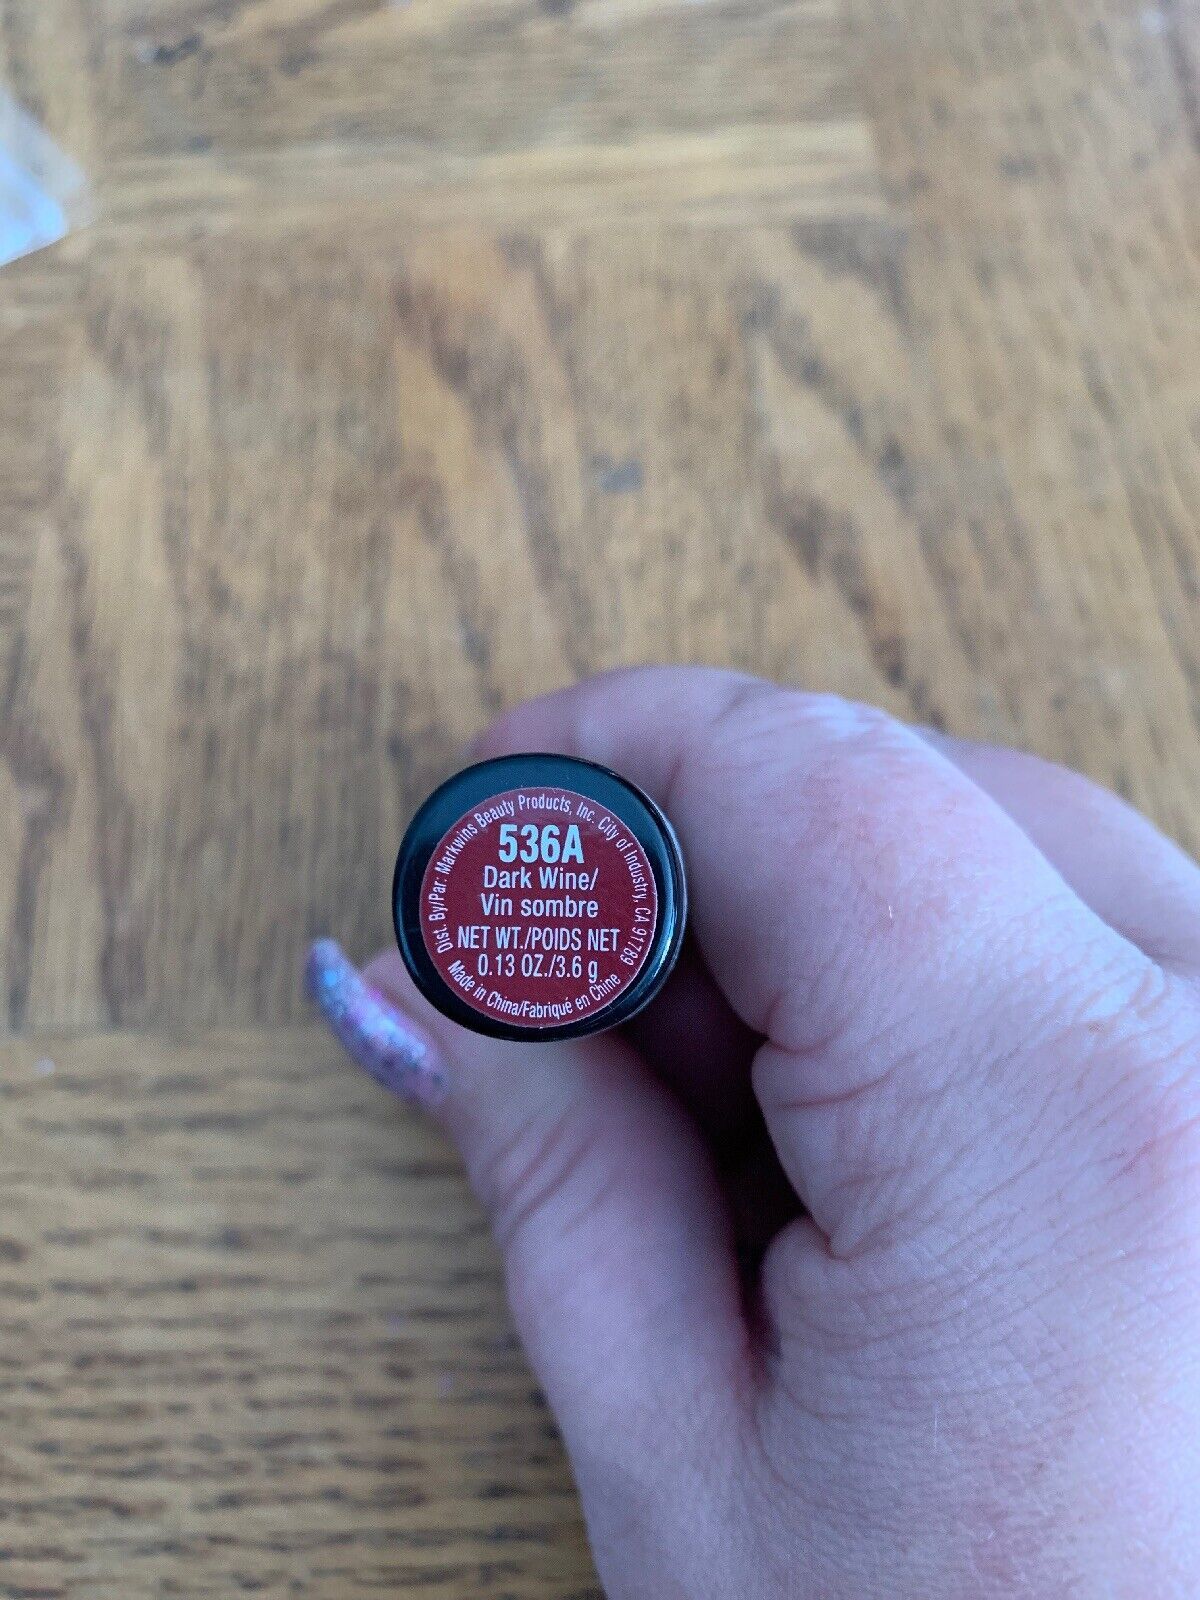 Dist. By/Par: Markwins Beauty Products, Inc. City of Industry, CA 91789
536A
Dark Wine/
Vin sombre
NET WT./POIDS NET
0.13 OZ./3.6 g
Made in China/Fabriqué en Chine